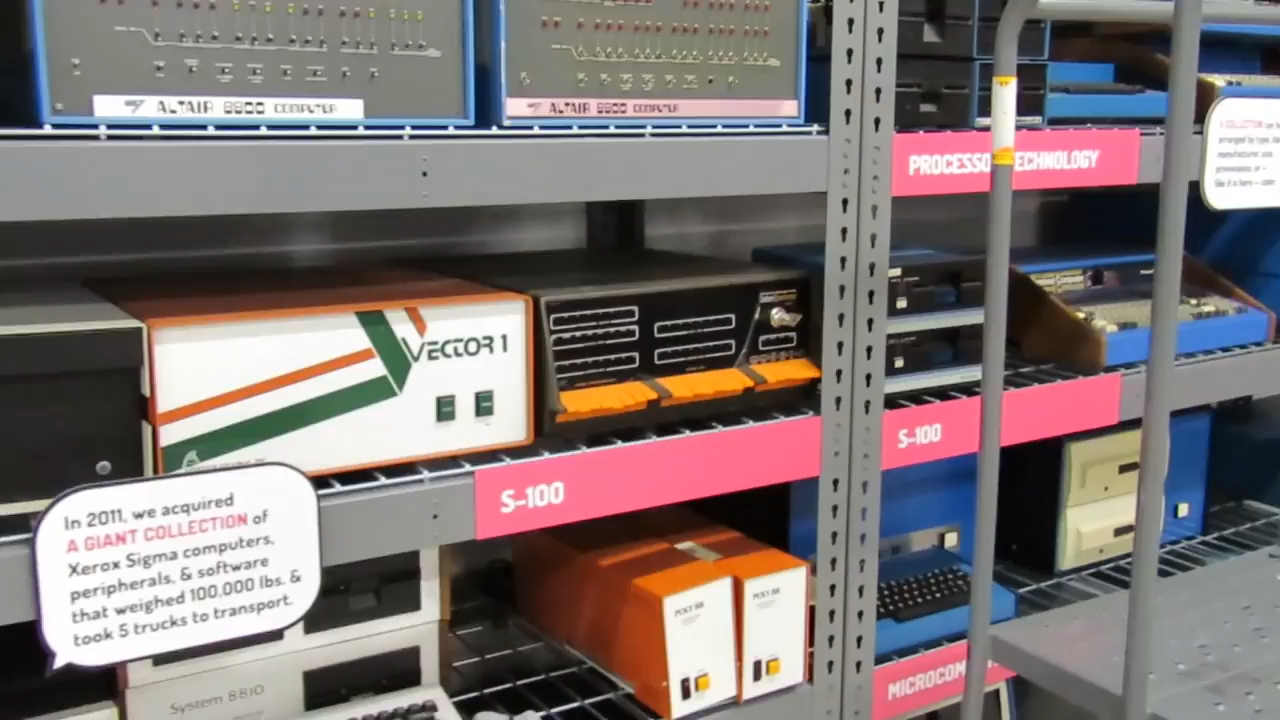 ALTAIR 8800 COMPUTER
ALTAIR 8800 COMPUTER
PROCESSO TECHNOLOGY
A COLLECTION
VECTOR 1
S-100
S-100
In 2011, we acquired
A GIANT COLLECTION of
Xerox Sigma computers,
peripherals, & software
that weighed 100,000 lbs. &
took 5 trucks to transport.
POLY 88
POLY 88
System 8810
MICROCOM